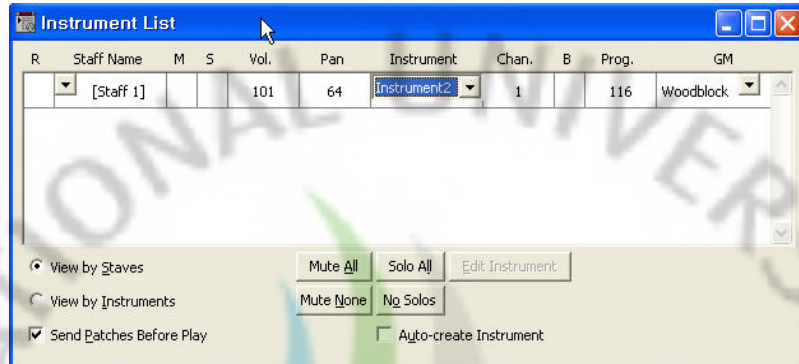 Instrument List
R Staff Name M S Vol. Pan Instrument Chan. B Prog. GM
[Staff 1] 101 64 Instrument2 1 116 Woodblock
View by Staves Mute All Solo All Edit Instrument
View by Instruments Mute None No Solos
Send Patches Before Play Auto-create Instrument